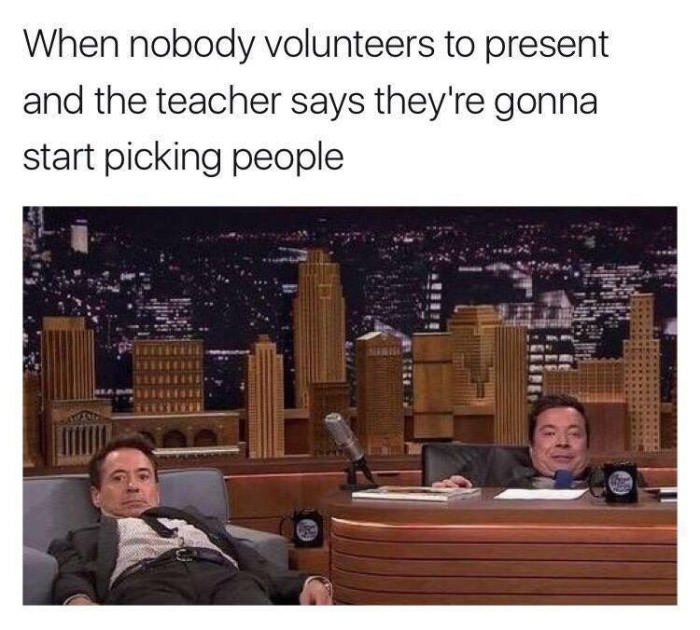 When nobody volunteers to present
and the teacher says they're gonna
start picking people